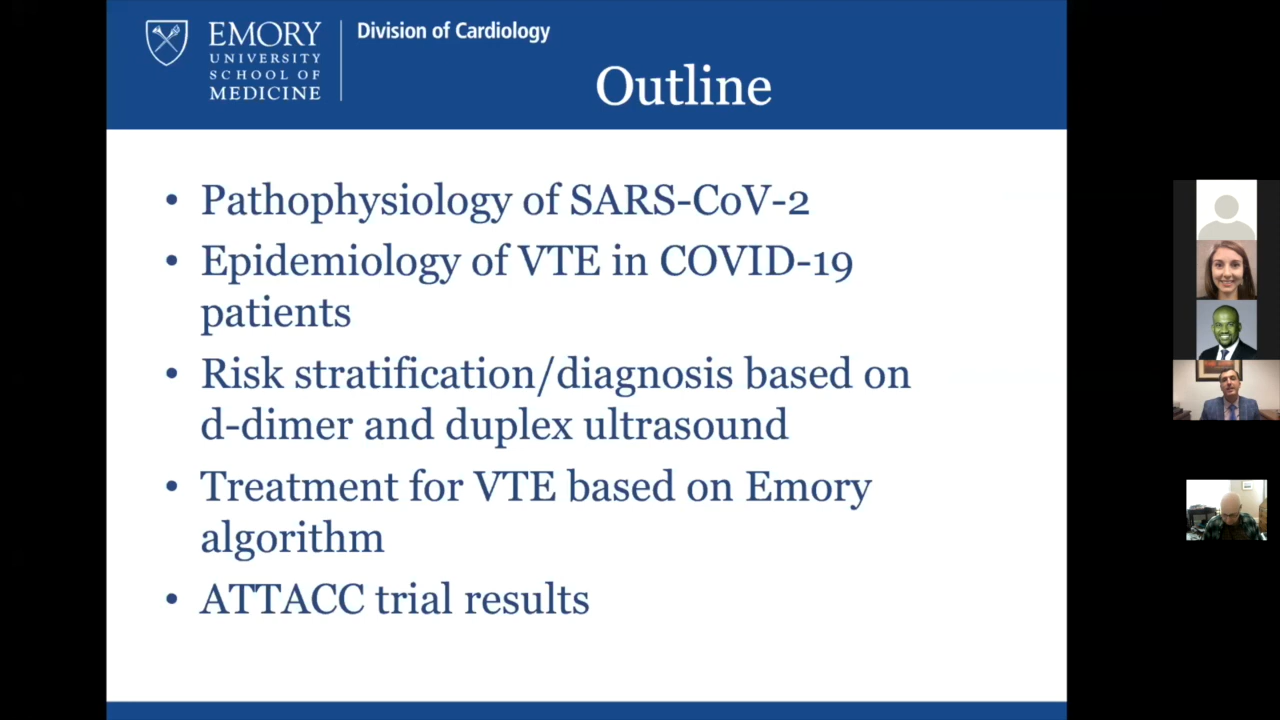 EMORY
UNIVERSITY
SCHOOL OF
MEDICINE
Division of Cardiology
Outline
• Pathophysiology of SARS-CoV-2
• Epidemiology of VTE in COVID-19
patients
• Risk stratification/diagnosis based on
d-dimer and duplex ultrasound
• Treatment for VTE based on Emory
algorithm
• ATTACC trial results